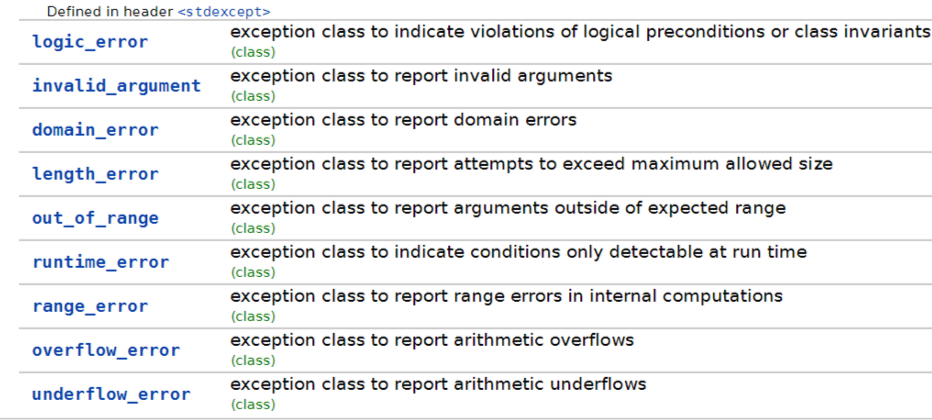 Defined in header <stdexcept>
logic_error exception class to indicate violations of logical preconditions or class invariants
(class)
invalid_argument exception class to report invalid arguments
(class)
domain_error exception class to report domain errors
(class)
length_error exception class to report attempts to exceed maximum allowed size
(class)
out_of_range exception class to report arguments outside of expected range
(class)
runtime_error exception class to indicate conditions only detectable at run time
(class)
range_error exception class to report range errors in internal computations
(class)
overflow_error exception class to report arithmetic overflows
(class)
underflow_error exception class to report arithmetic underflows
(class)